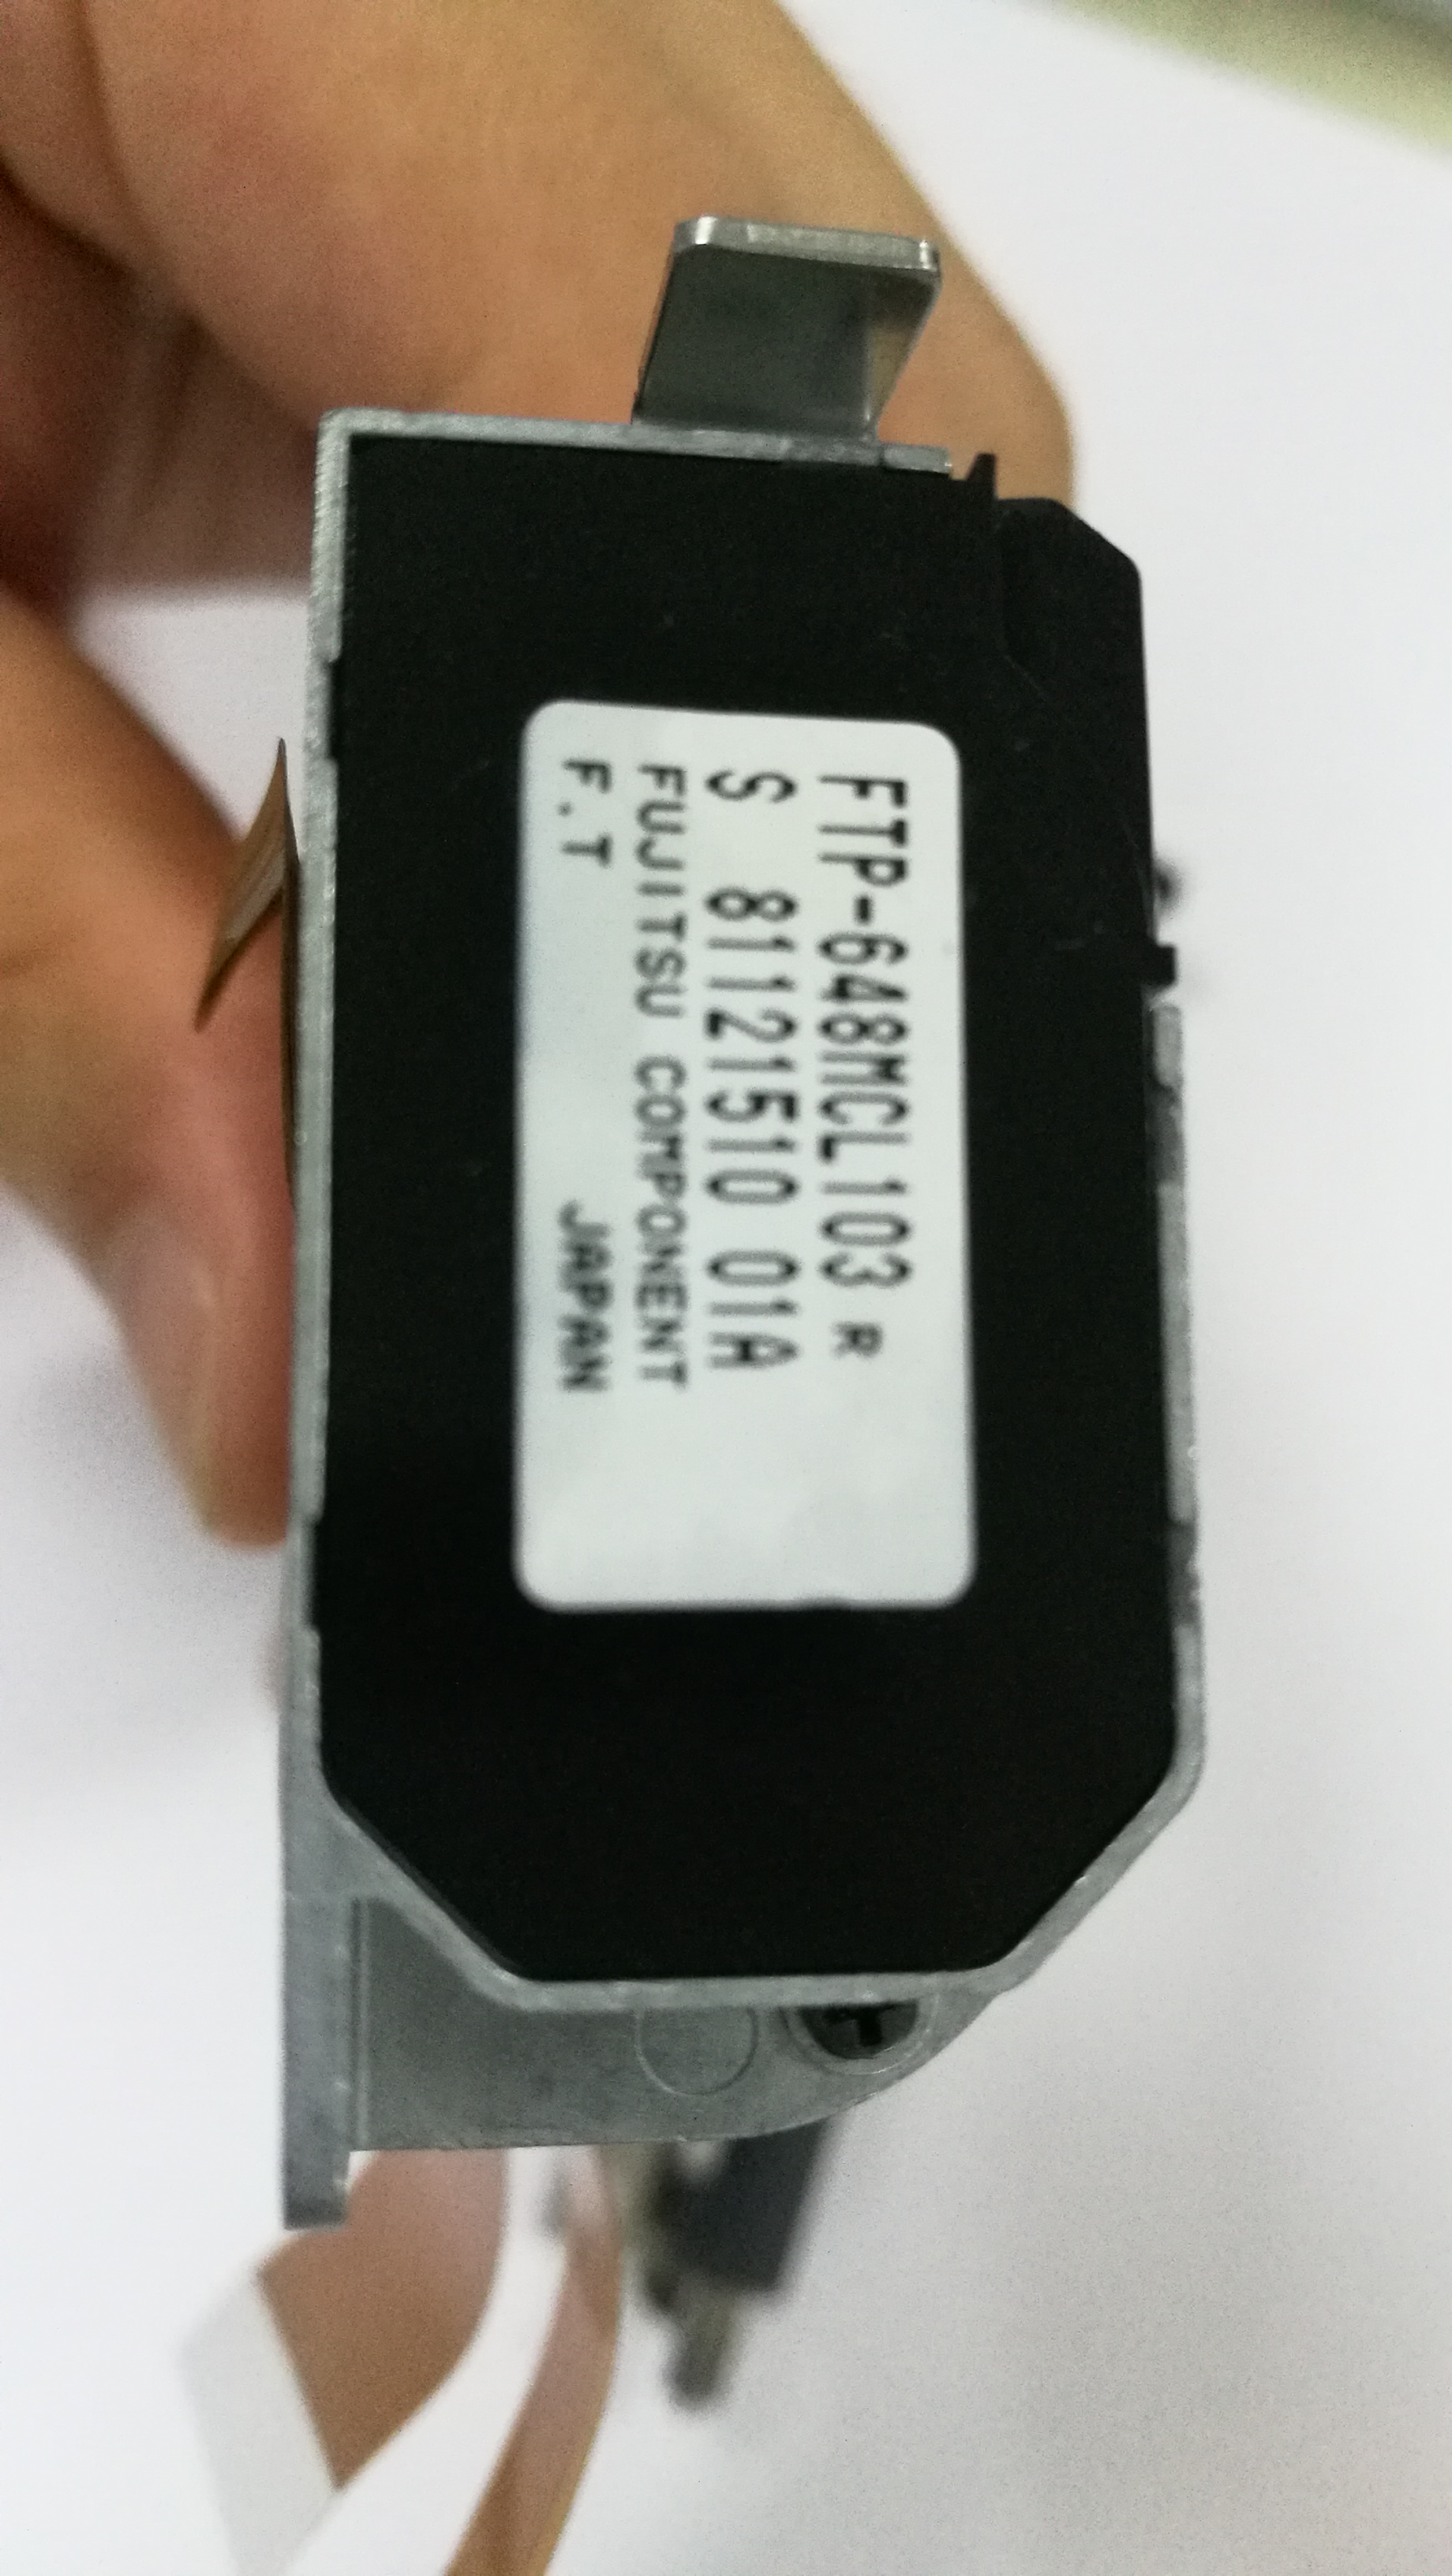 FTP-648MCL103 R
S 81121510 01A
FUJITSU COMPONENT
F.T JAPAN